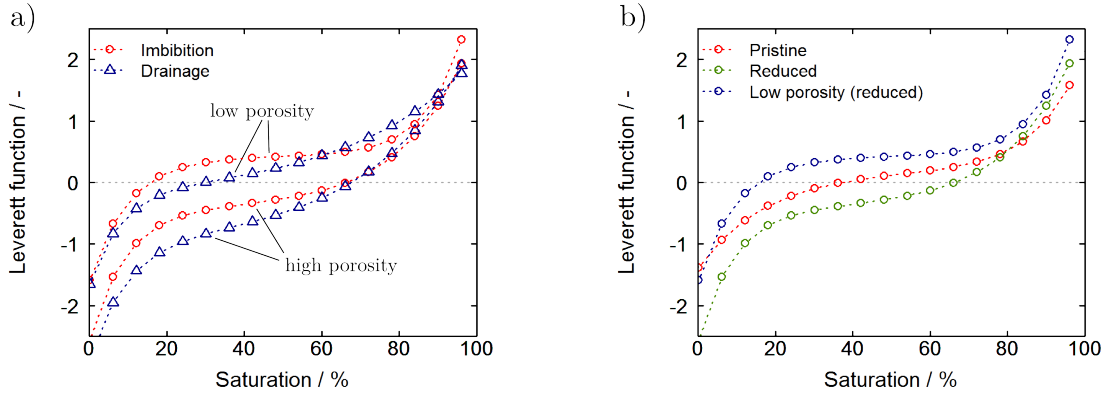 a)
Imbibition
Drainage
low porosity
high porosity
Leverett function / -
2
1
0
-1
-2
0
20
40
60
80
100
Saturation / %
b)
Pristine
Reduced
Low porosity (reduced)
Leverett function / -
2
1
0
-1
-2
0
20
40
60
80
100
Saturation / %